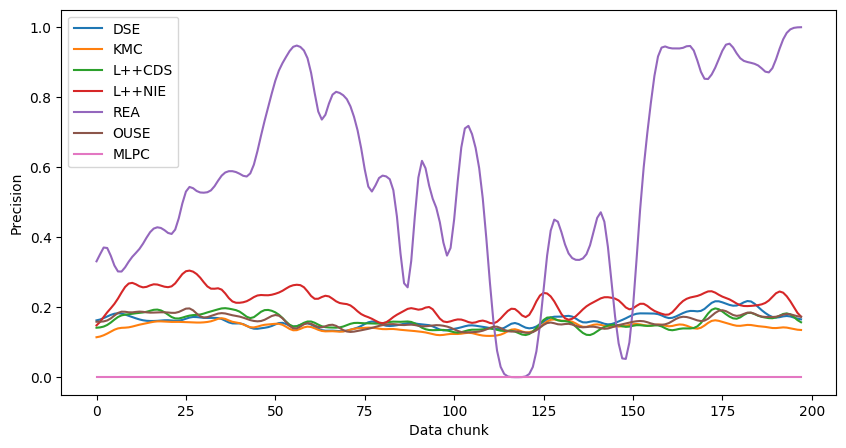 DSE
KMC
L++CDS
L++NIE
REA
OUSE
MLPC
Precision
1.0
0.8
0.6
0.4
0.2
0.0
0 25 50 75 100 125 150 175 200
Data chunk